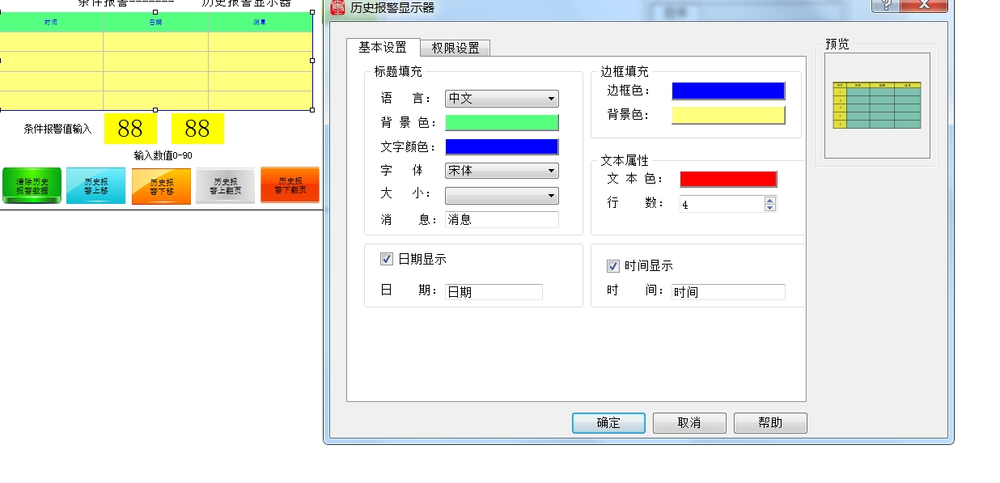 条件报警------- 历史报警显示器
时间 日期 消息
条件报警值输入 88 88
输入数值0-90
清除历史
报警数据
历史报
警上移
历史报
警下移
历史报
警上翻页
历史报
警下翻页
历史报警显示器
基本设置 权限设置
标题填充
语 言: 中文
背 景 色:
文字颜色:
字 体 宋体
大 小:
消 息: 消息
边框填充
边框色:
背景色:
文本属性
文 本 色:
行 数: 4
日期显示
日 期: 日期
时间显示
时 间: 时间
预览
确定 取消 帮助